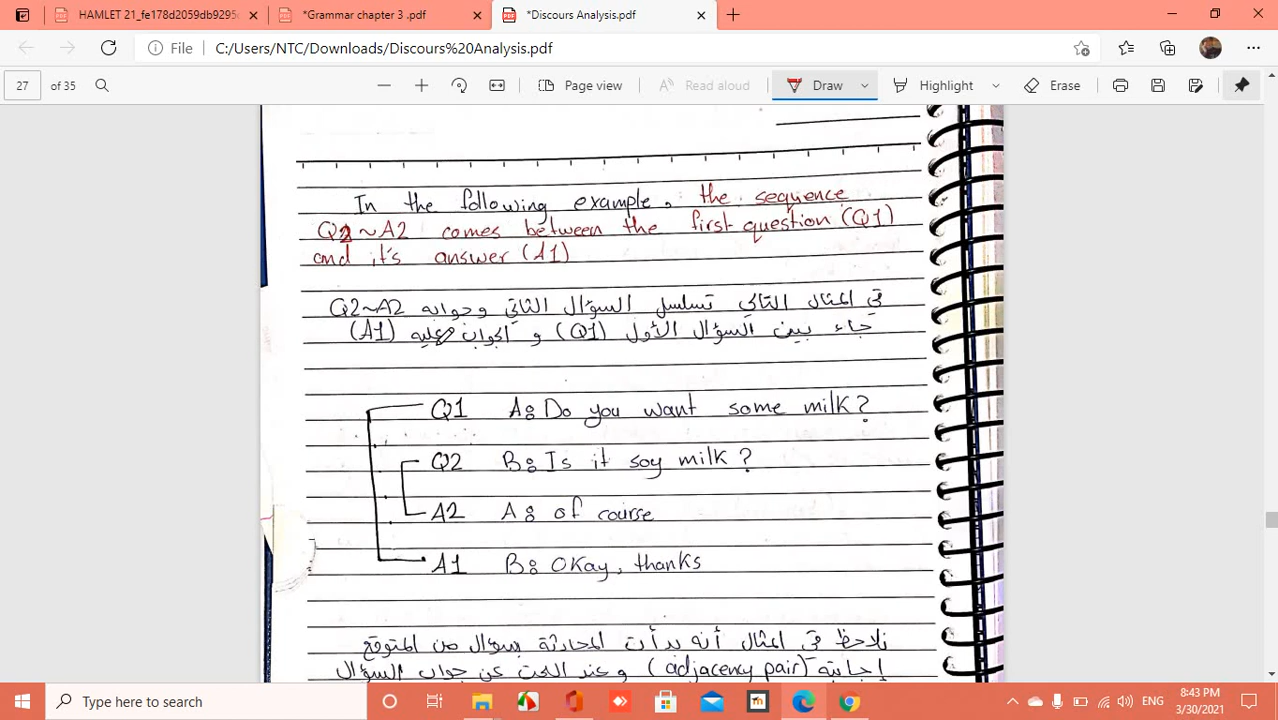 HAMLET 21_fe178d2059db9295
*Grammar chapter 3 .pdf
*Discours Analysis.pdf
File C:/Users/NTC/Downloads/Discours%20Analysis.pdf
27 of 35 Page view Read aloud Draw Highlight Erase
In the following example, the sequence
Q2~A2 comes between the first question (Q1)
and it's answer (A1)
في المثال التالي تسلسل السؤال الثاني وجوابه Q2~A2
جاء بين السؤال الأول (Q1) و الجواب عليه (A1)
Q1 A: Do you want some milk?
Q2 B: Is it soy milk?
A2 A: of course
A1 B: Okay, thanks
نلاحظ في المثال أنه بدأت المحادثة بسؤال من المتوقع
إجابته (adjacency pair) و عند البحث عن جواب السؤال
Type here to search
ENG
8:43 PM
3/30/2021